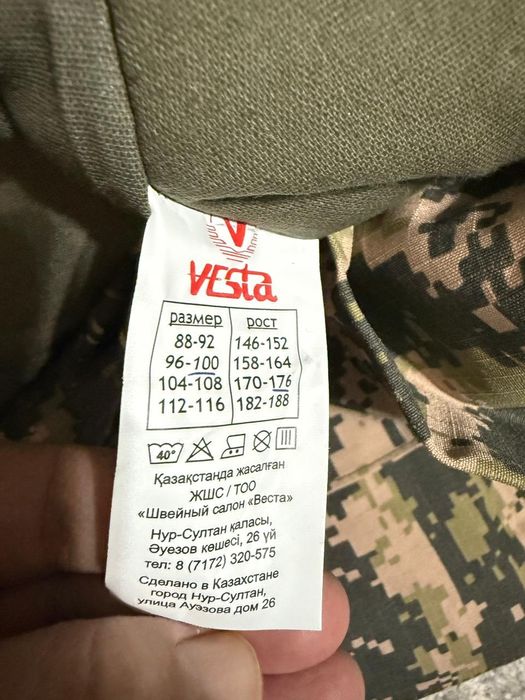 VESta
размер рост
88-92 146-152
96-100 158-164
104-108 170-176
112-116 182-188
40°
Қазақстанда жасалған
ЖШС / ТОО
«Швейный салон «Веста»
Нур-Султан қаласы,
Әуезов көшесі, 26 үй
тел: 8 (7172) 320-575
Сделано в Казахстане
город Нур-Султан,
улица Ауэзова дом 26